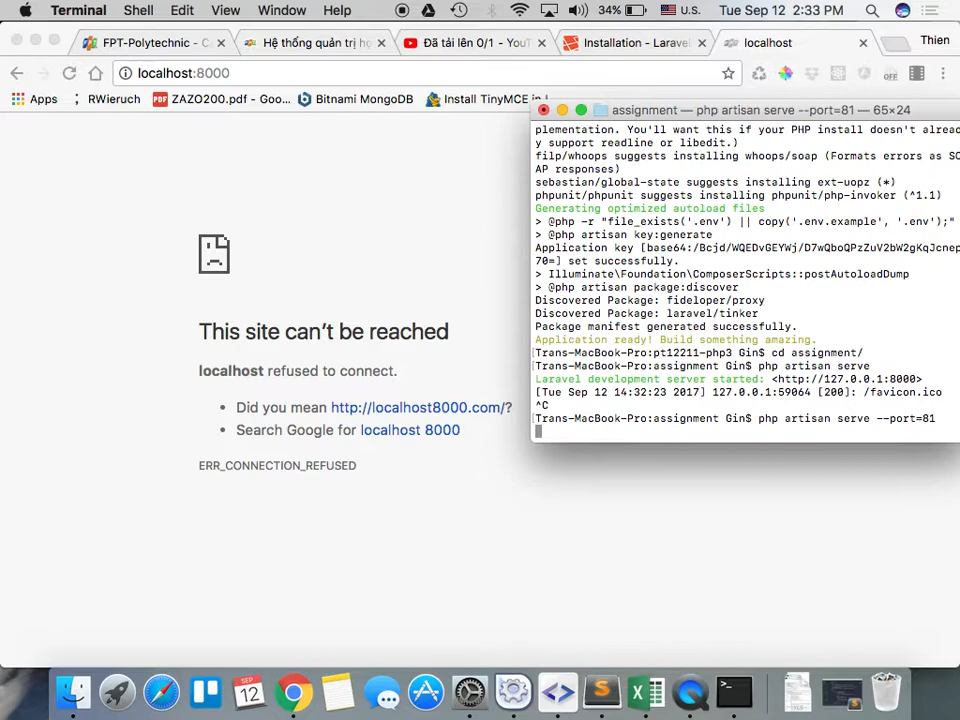 Terminal Shell Edit View Window Help 34% U.S. Tue Sep 12 2:33 PM
FPT-Polytechnic - C
Hệ thống quản trị họ
Đã tải lên 0/1 - YouT
Installation - Laravel
localhost
Thien
localhost:8000
OFF
Apps
RWieruch
ZAZO200.pdf - Goo...
Bitnami MongoDB
Install TinyMCE in
This site can't be reached
localhost refused to connect.
• Did you mean http://localhost8000.com/?
• Search Google for localhost 8000
ERR_CONNECTION_REFUSED
assignment — php artisan serve --port=81 — 65×24
plementation. You'll want this if your PHP install doesn't alread
y support readline or libedit.)
filp/whoops suggests installing whoops/soap (Formats errors as SO
AP responses)
sebastian/global-state suggests installing ext-uopz (*)
phpunit/phpunit suggests installing phpunit/php-invoker (^1.1)
Generating optimized autoload files
> @php -r "file_exists('.env') || copy('.env.example', '.env');"
> @php artisan key:generate
Application key [base64:/Bcjd/WQEDvGEYWj/D7wQboQPzZuV2bW2gKqJcnep
70=] set successfully.
> Illuminate\Foundation\ComposerScripts::postAutoloadDump
> @php artisan package:discover
Discovered Package: fideloper/proxy
Discovered Package: laravel/tinker
Package manifest generated successfully.
Application ready! Build something amazing.
[Trans-MacBook-Pro:pt12211-php3 Gin$ cd assignment/
[Trans-MacBook-Pro:assignment Gin$ php artisan serve
Laravel development server started: <http://127.0.0.1:8000>
[Tue Sep 12 14:32:23 2017] 127.0.0.1:59064 [200]: /favicon.ico
^C
[Trans-MacBook-Pro:assignment Gin$ php artisan serve --port=81
SEP
12